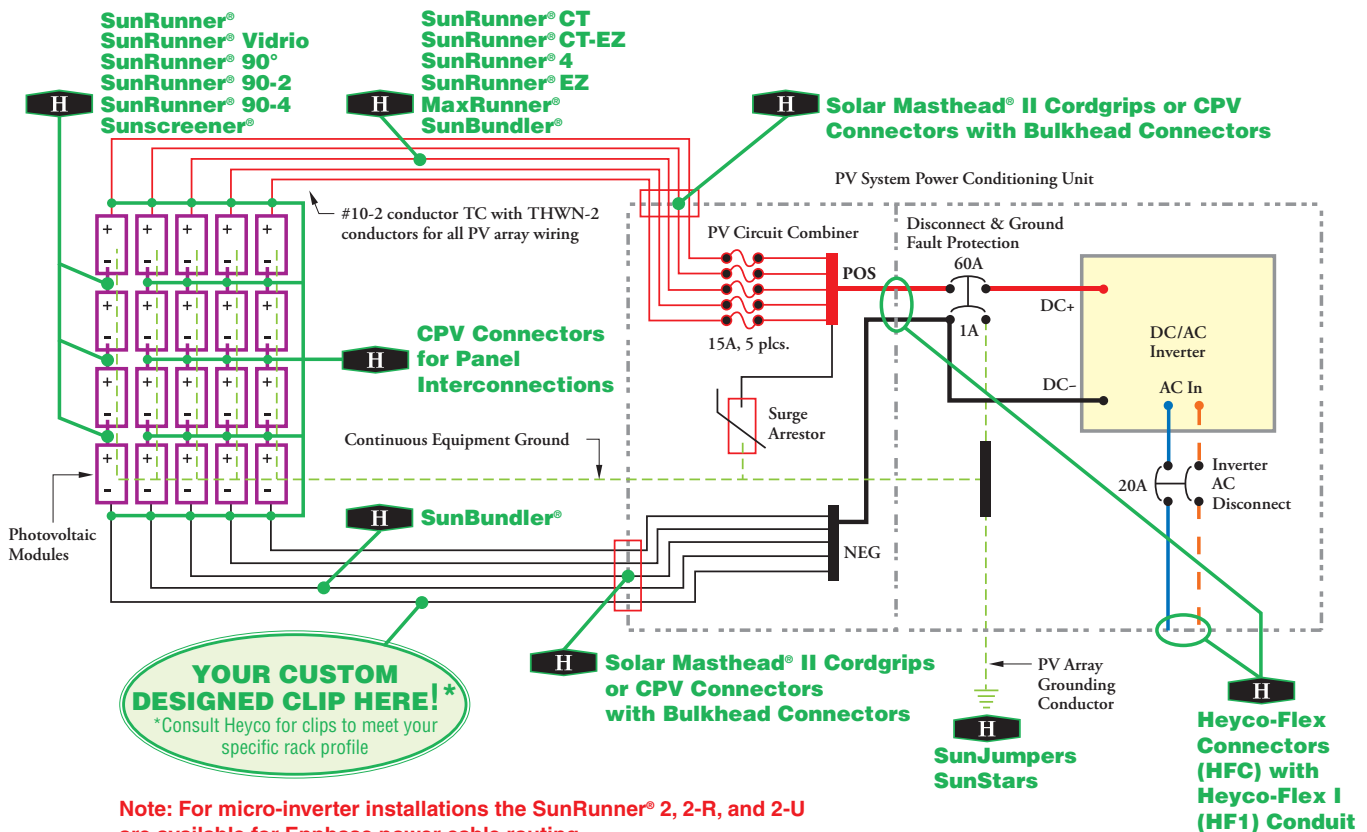 SunRunner®
SunRunner® Vidrio
SunRunner® 90°
SunRunner® 90-2
H SunRunner® 90-4
Sunscreener®
SunRunner® CT
SunRunner® CT-EZ
SunRunner® 4
SunRunner® EZ
H MaxRunner®
SunBundler®
H Solar Masthead® II Cordgrips or CPV
Connectors with Bulkhead Connectors
PV System Power Conditioning Unit
#10-2 conductor TC with THWN-2
conductors for all PV array wiring
PV Circuit Combiner
Disconnect & Ground
Fault Protection
60A
POS
DC+
1A
15A, 5 plcs.
DC/AC
Inverter
DC–
AC In
+ + + + +
- - - - -
+ + + + +
- - - - -
+ + + + +
- - - - -
+ + + + +
- - - - -
H CPV Connectors
for Panel
Interconnections
Surge
Arrestor
Continuous Equipment Ground
Inverter
AC
Disconnect
20A
Photovoltaic
Modules
H SunBundler®
NEG
YOUR CUSTOM
DESIGNED CLIP HERE!*
*Consult Heyco for clips to meet your
specific rack profile
H Solar Masthead® II Cordgrips
or CPV Connectors
with Bulkhead Connectors
PV Array
Grounding
Conductor
H
SunJumpers
SunStars
H
Heyco-Flex
Connectors
(HFC) with
Heyco-Flex I
(HF1) Conduit
Note: For micro-inverter installations the SunRunner® 2, 2-R, and 2-U
are available for Enphase power cable routing